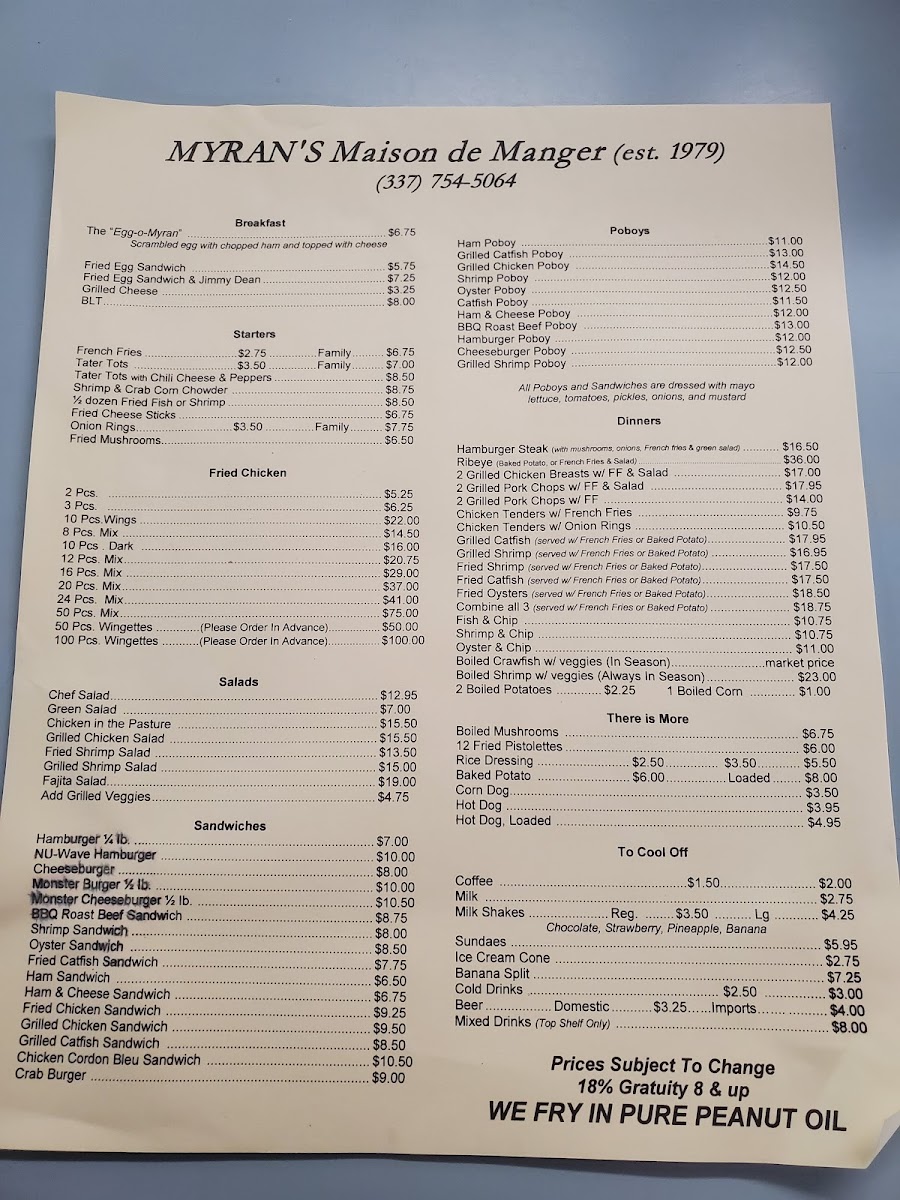 MYRAN'S Maison de Manger (est. 1979)
(337) 754-5064
Breakfast
The "Egg-o-Myran" $6.75
Scrambled egg with chopped ham and topped with cheese
Fried Egg Sandwich $5.75
Fried Egg Sandwich & Jimmy Dean $7.25
Grilled Cheese $3.25
BLT $8.00
Starters
French Fries $2.75 Family $6.75
Tater Tots $3.50 Family $7.00
Tater Tots with Chili Cheese & Peppers $8.50
Shrimp & Crab Corn Chowder $8.75
½ dozen Fried Fish or Shrimp $8.50
Fried Cheese Sticks $6.75
Onion Rings $3.50 Family $7.75
Fried Mushrooms $6.50
Fried Chicken
2 Pcs. $5.25
3 Pcs. $6.25
10 Pcs.Wings $22.00
8 Pcs. Mix $14.50
10 Pcs . Dark $16.00
12 Pcs. Mix $20.75
16 Pcs. Mix $29.00
20 Pcs. Mix $37.00
24 Pcs. Mix $41.00
50 Pcs. Mix $75.00
50 Pcs. Wingettes (Please Order In Advance) $50.00
100 Pcs. Wingettes (Please Order In Advance) $100.00
Salads
Chef Salad $12.95
Green Salad $7.00
Chicken in the Pasture $15.50
Grilled Chicken Salad $15.50
Fried Shrimp Salad $13.50
Grilled Shrimp Salad $15.00
Fajita Salad $19.00
Add Grilled Veggies $4.75
Sandwiches
Hamburger ¼ lb. $7.00
NU-Wave Hamburger $10.00
Cheeseburger $8.00
Monster Burger ½ lb. $10.00
Monster Cheeseburger ½ lb. $10.50
BBQ Roast Beef Sandwich $8.75
Shrimp Sandwich $8.00
Oyster Sandwich $8.50
Fried Catfish Sandwich $7.75
Ham Sandwich $6.50
Ham & Cheese Sandwich $6.75
Fried Chicken Sandwich $9.25
Grilled Chicken Sandwich $9.50
Grilled Catfish Sandwich $8.50
Chicken Cordon Bleu Sandwich $10.50
Crab Burger $9.00
Poboys
Ham Poboy $11.00
Grilled Catfish Poboy $13.00
Grilled Chicken Poboy $14.50
Shrimp Poboy $12.00
Oyster Poboy $12.50
Catfish Poboy $11.50
Ham & Cheese Poboy $12.00
BBQ Roast Beef Poboy $13.00
Hamburger Poboy $12.00
Cheeseburger Poboy $12.50
Grilled Shrimp Poboy $12.00
All Poboys and Sandwiches are dressed with mayo
lettuce, tomatoes, pickles, onions, and mustard
Dinners
Hamburger Steak (with mushrooms, onions, French fries & green salad) $16.50
Ribeye (Baked Potato, or French Fries & Salad) $36.00
2 Grilled Chicken Breasts w/ FF & Salad $17.00
2 Grilled Pork Chops w/ FF & Salad $17.95
2 Grilled Pork Chops w/ FF $14.00
Chicken Tenders w/ French Fries $9.75
Chicken Tenders w/ Onion Rings $10.50
Grilled Catfish (served w/ French Fries or Baked Potato) $17.95
Grilled Shrimp (served w/ French Fries or Baked Potato) $16.95
Fried Shrimp (served w/ French Fries or Baked Potato) $17.50
Fried Catfish (served w/ French Fries or Baked Potato) $17.50
Fried Oysters (served w/ French Fries or Baked Potato) $18.50
Combine all 3 (served w/ French Fries or Baked Potato) $18.75
Fish & Chip $10.75
Shrimp & Chip $10.75
Oyster & Chip $11.00
Boiled Crawfish w/ veggies (In Season) market price
Boiled Shrimp w/ veggies (Always In Season) $23.00
2 Boiled Potatoes $2.25 1 Boiled Corn $1.00
There is More
Boiled Mushrooms $6.75
12 Fried Pistolettes $6.00
Rice Dressing $2.50 $3.50 $5.50
Baked Potato $6.00 Loaded $8.00
Corn Dog $3.50
Hot Dog $3.95
Hot Dog, Loaded $4.95
To Cool Off
Coffee $1.50 $2.00
Milk $2.75
Milk Shakes Reg. $3.50 Lg $4.25
Chocolate, Strawberry, Pineapple, Banana
Sundaes $5.95
Ice Cream Cone $2.75
Banana Split $7.25
Cold Drinks $2.50 $3.00
Beer Domestic $3.25 Imports $4.00
Mixed Drinks (Top Shelf Only) $8.00
Prices Subject To Change
18% Gratuity 8 & up
WE FRY IN PURE PEANUT OIL